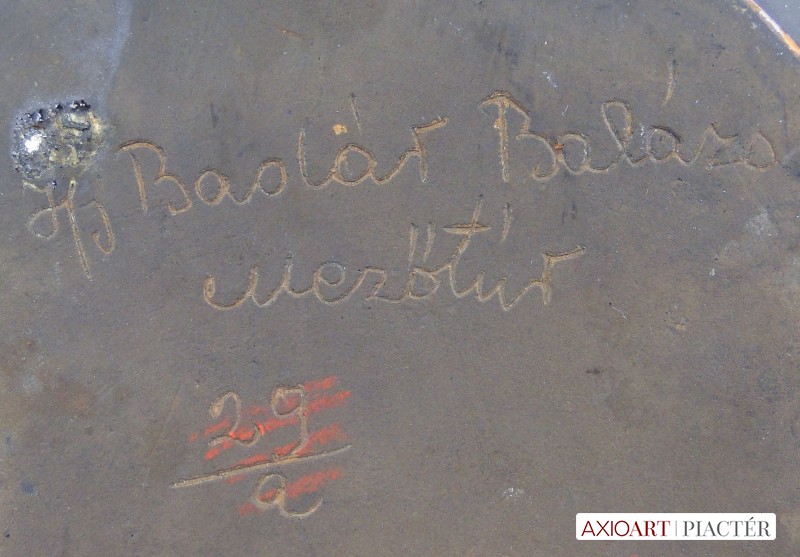 Ifj Badár Balázs
Mezőtúr
29
a
AXIOART | PIACTÉR